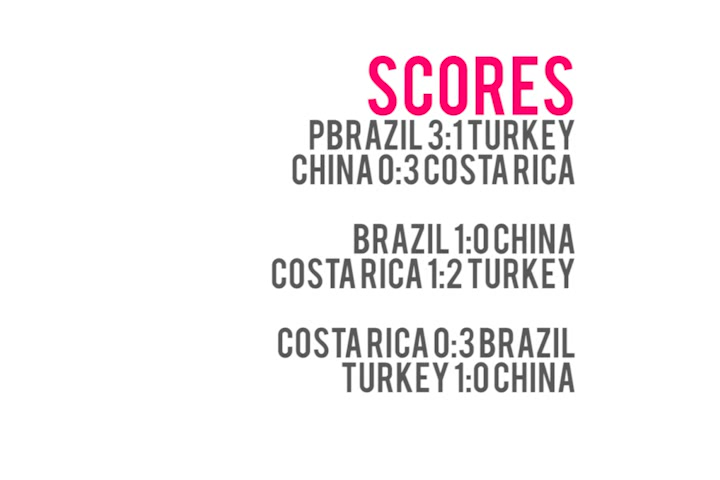 SCORES
PBRAZIL 3:1 TURKEY
CHINA 0:3 COSTA RICA
BRAZIL 1:0 CHINA
COSTA RICA 1:2 TURKEY
COSTA RICA 0:3 BRAZIL
TURKEY 1:0 CHINA